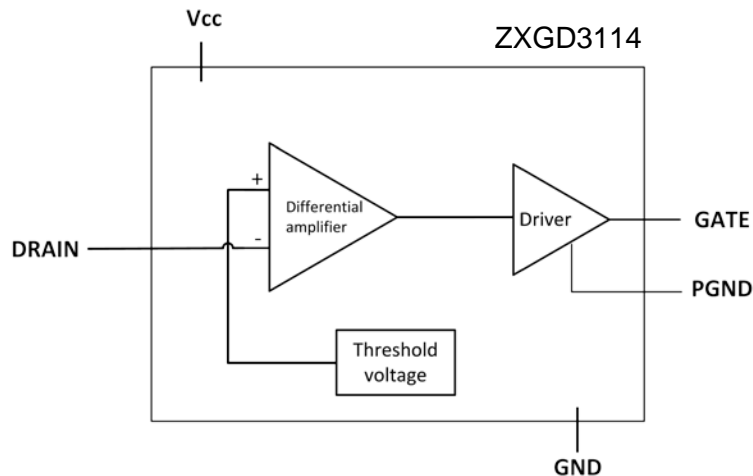 Vcc
ZXGD3114
+
Differential
amplifier
-
Driver
DRAIN
GATE
PGND
Threshold
voltage
GND